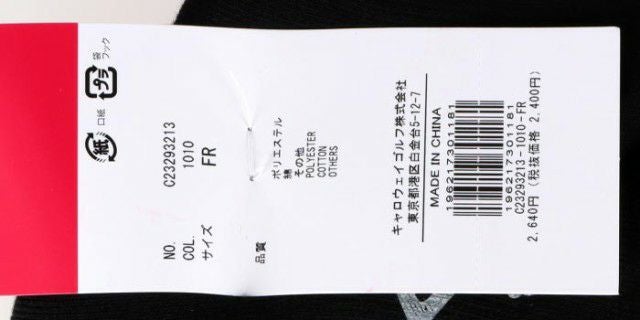 プラ
袋
フック
紙
口紙
NO. C23293213
COL. 1010
サイズ FR
品質
ポリエステル
綿
その他
POLYESTER
COTTON
OTHERS
キャロウェイゴルフ株式会社
東京都港区白金台5-12-7
MADE IN CHINA
196217301181
196217301181
C23293213-1010-FR
2,640円(税抜価格 2,400円)